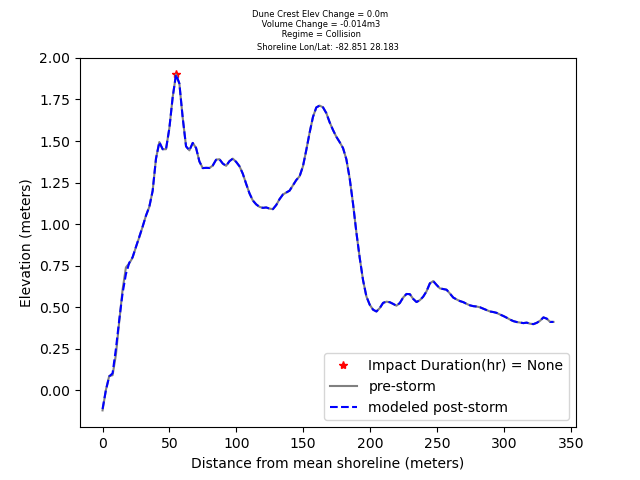 Dune Crest Elev Change = 0.0m
Volume Change = -0.014m3
Regime = Collision
Shoreline Lon/Lat: -82.851 28.183
2.00
1.75
1.50
1.25
1.00
0.75
0.50
0.25
0.00
Elevation (meters)
Impact Duration(hr) = None
pre-storm
modeled post-storm
0 50 100 150 200 250 300 350
Distance from mean shoreline (meters)